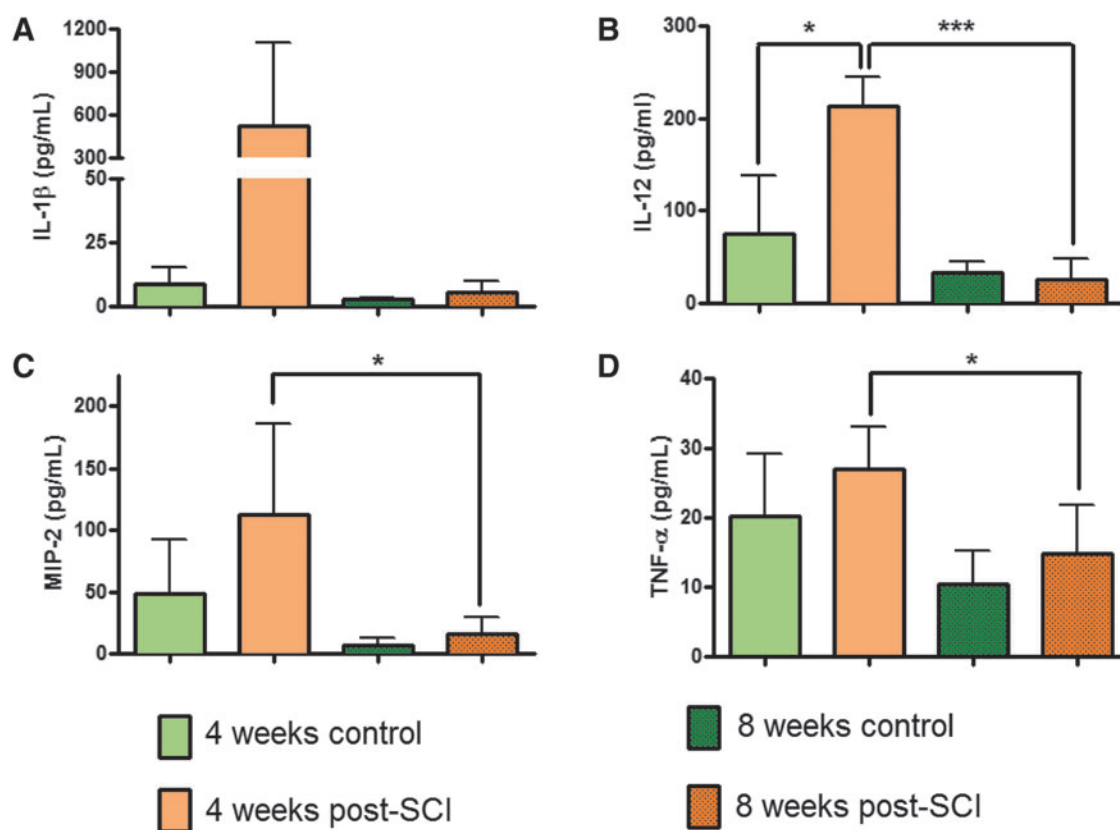 A
1200
900
600
300
50
25
0
IL-1β (pg/mL)
B
* ***
300
200
100
0
IL-12 (pg/ml)
C
*
200
150
100
50
0
MIP-2 (pg/mL)
D
*
40
30
20
10
0
TNF-α (pg/mL)
4 weeks control
8 weeks control
4 weeks post-SCI
8 weeks post-SCI